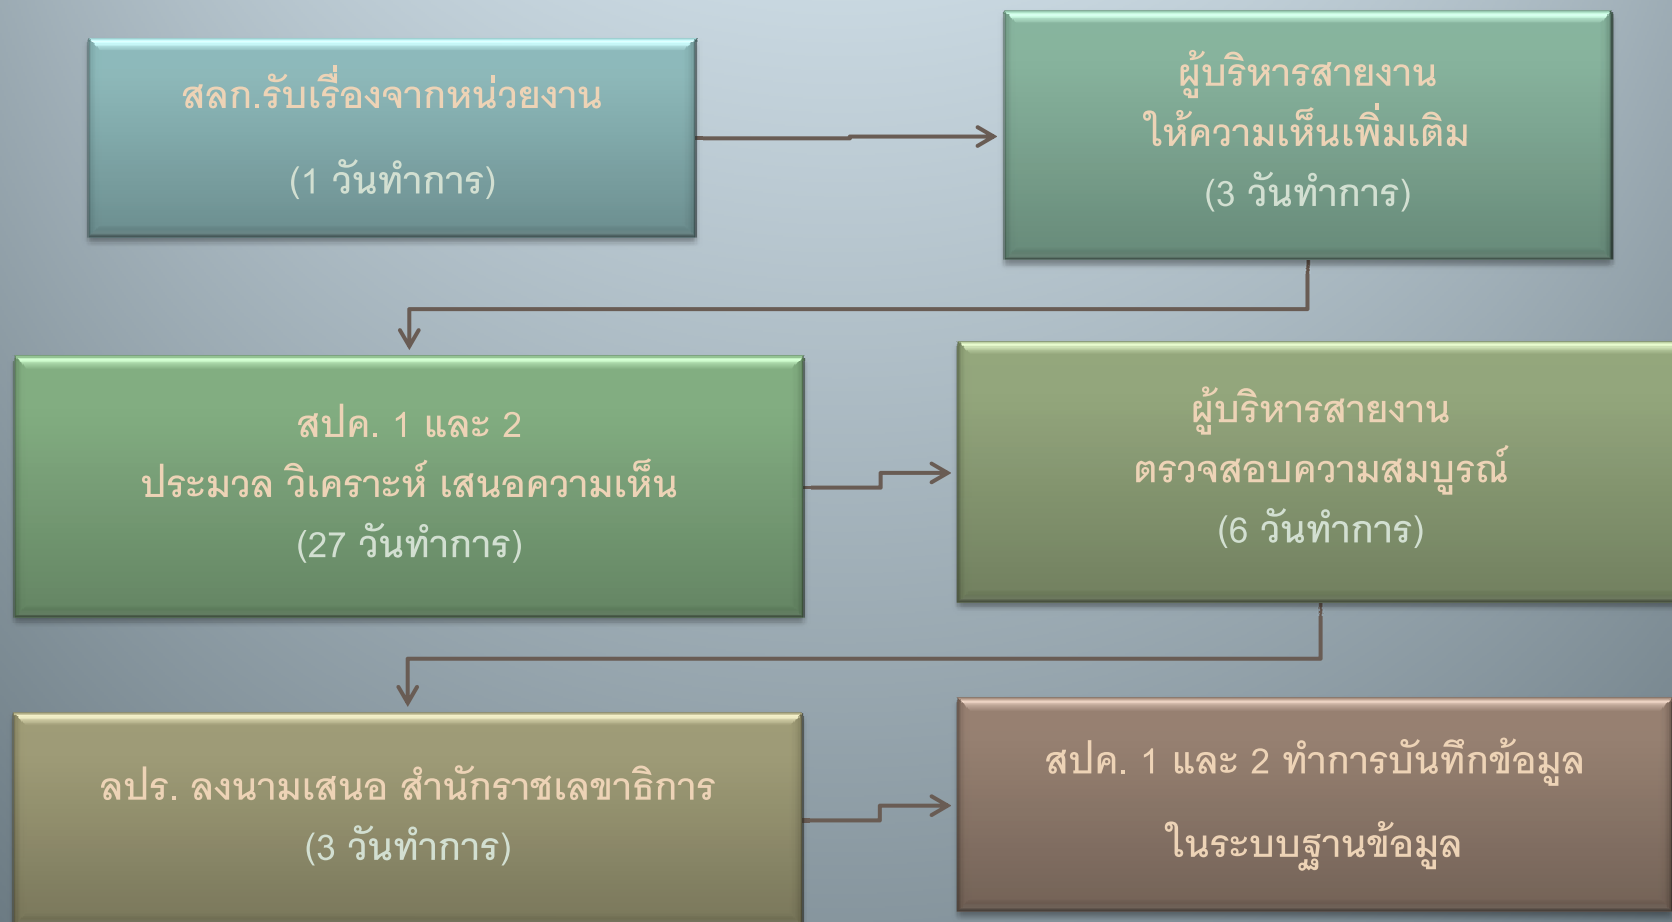 สลก.รับเรื่องจากหน่วยงาน
(1 วันทำการ)
ผู้บริหารสายงาน
ให้ความเห็นเพิ่มเติม
(3 วันทำการ)
สปค. 1 และ 2
ประมวล วิเคราะห์ เสนอความเห็น
(27 วันทำการ)
ผู้บริหารสายงาน
ตรวจสอบความสมบูรณ์
(6 วันทำการ)
ลปร. ลงนามเสนอ สำนักราชเลขาธิการ
(3 วันทำการ)
สปค. 1 และ 2 ทำการบันทึกข้อมูล
ในระบบฐานข้อมูล